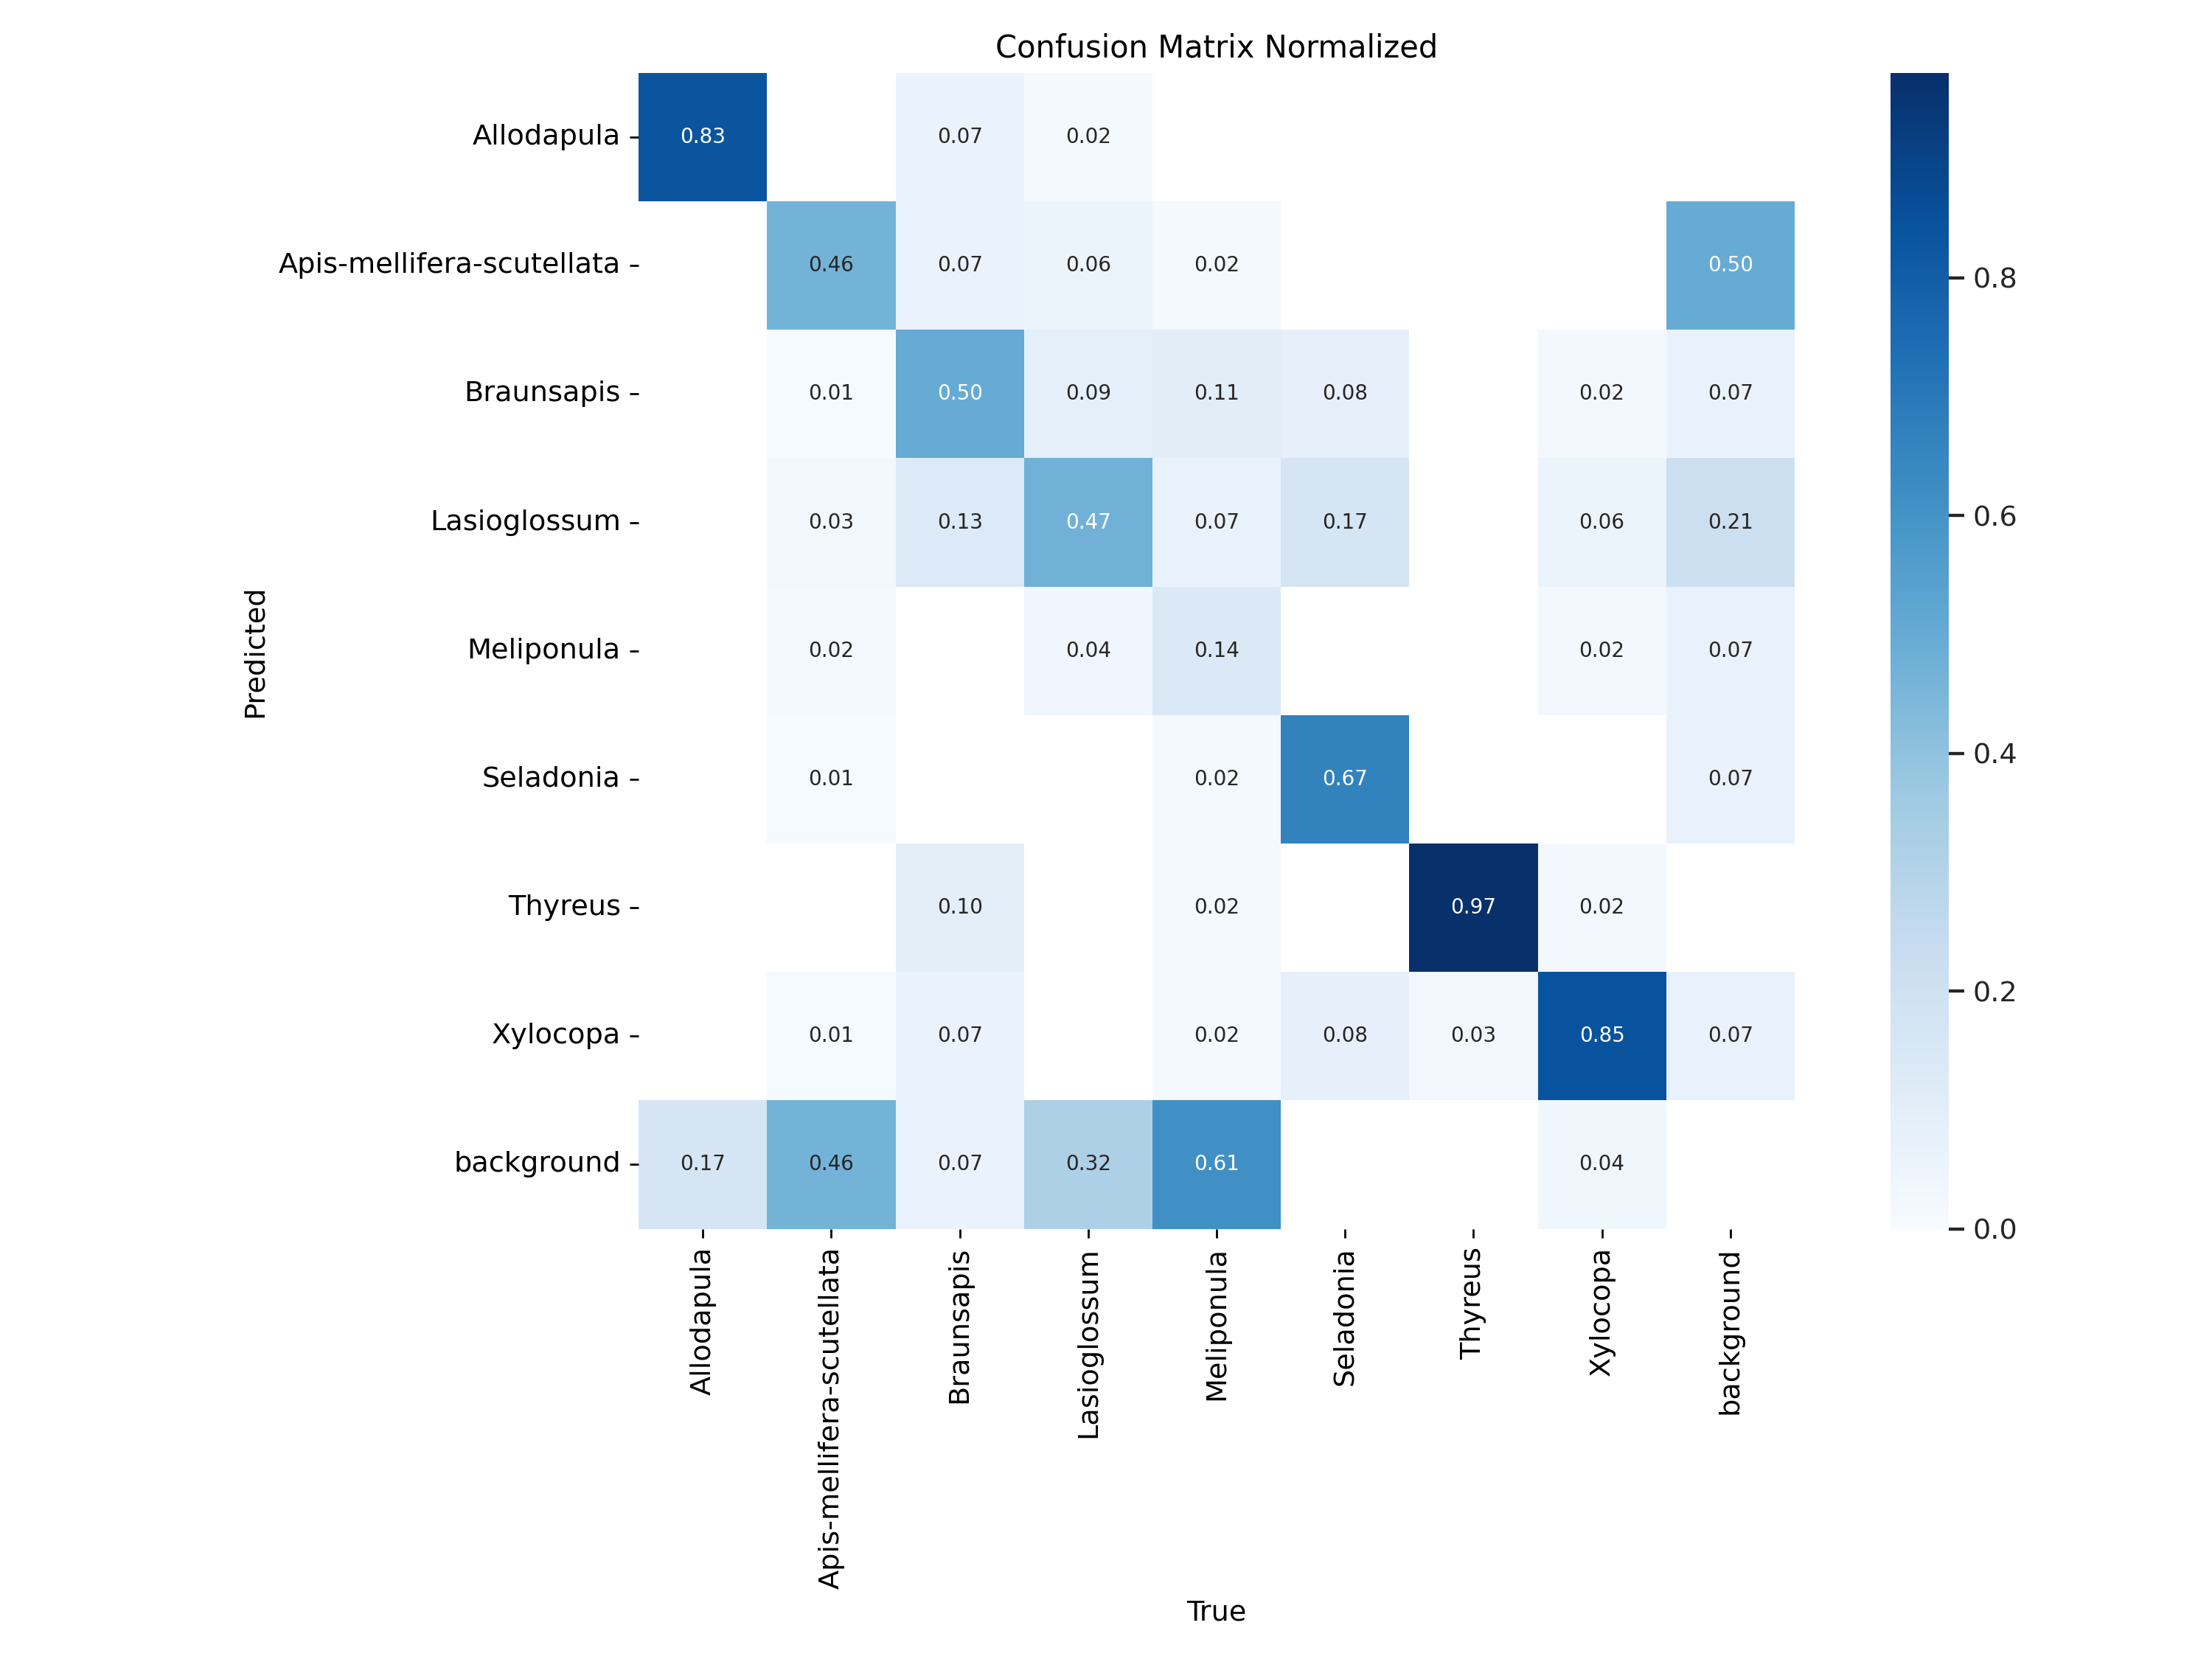 Confusion Matrix Normalized
Allodapula 0.83 0.07 0.02
Apis-mellifera-scutellata 0.46 0.07 0.06 0.02 0.50
Braunsapis 0.01 0.50 0.09 0.11 0.08 0.02 0.07
Lasioglossum 0.03 0.13 0.47 0.07 0.17 0.06 0.21
Meliponula 0.02 0.04 0.14 0.02 0.07
Seladonia 0.01 0.02 0.67 0.07
Thyreus 0.10 0.02 0.97 0.02
Xylocopa 0.01 0.07 0.02 0.08 0.03 0.85 0.07
background 0.17 0.46 0.07 0.32 0.61 0.04
Predicted
Allodapula
Apis-mellifera-scutellata
Braunsapis
Lasioglossum
Meliponula
Seladonia
Thyreus
Xylocopa
background
True
0.8
0.6
0.4
0.2
0.0